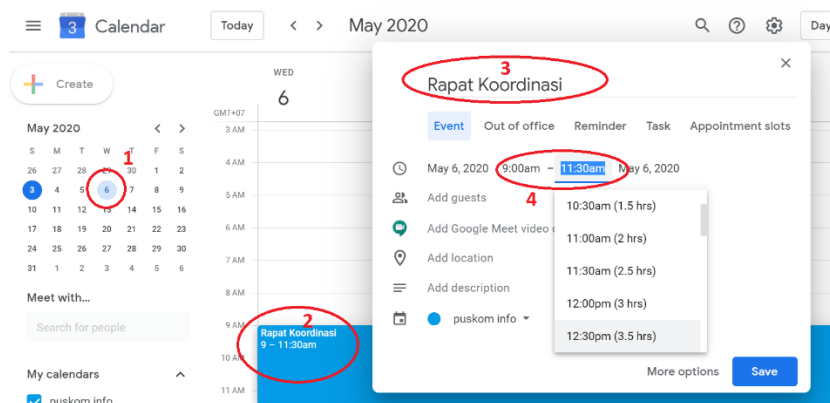 3 Calendar Today May 2020 Day
Create
WED
6
GMT+07
May 2020
S M T W T F S
26 27 28 29 30 1 2
3 4 5 6 7 8 9
10 11 12 13 14 15 16
17 18 19 20 21 22 23
24 25 26 27 28 29 30
31 1 2 3 4 5 6
1
Meet with...
Search for people
My calendars
puskom info
3 AM
4 AM
5 AM
6 AM
7 AM
8 AM
9 AM
10 AM
11 AM
2
Rapat Koordinasi
9 – 11:30am
3
Rapat Koordinasi
Event Out of office Reminder Task Appointment slots
May 6, 2020 9:00am – 11:30am May 6, 2020
4
Add guests
Add Google Meet video
Add location
Add description
puskom info
10:30am (1.5 hrs)
11:00am (2 hrs)
11:30am (2.5 hrs)
12:00pm (3 hrs)
12:30pm (3.5 hrs)
More options Save